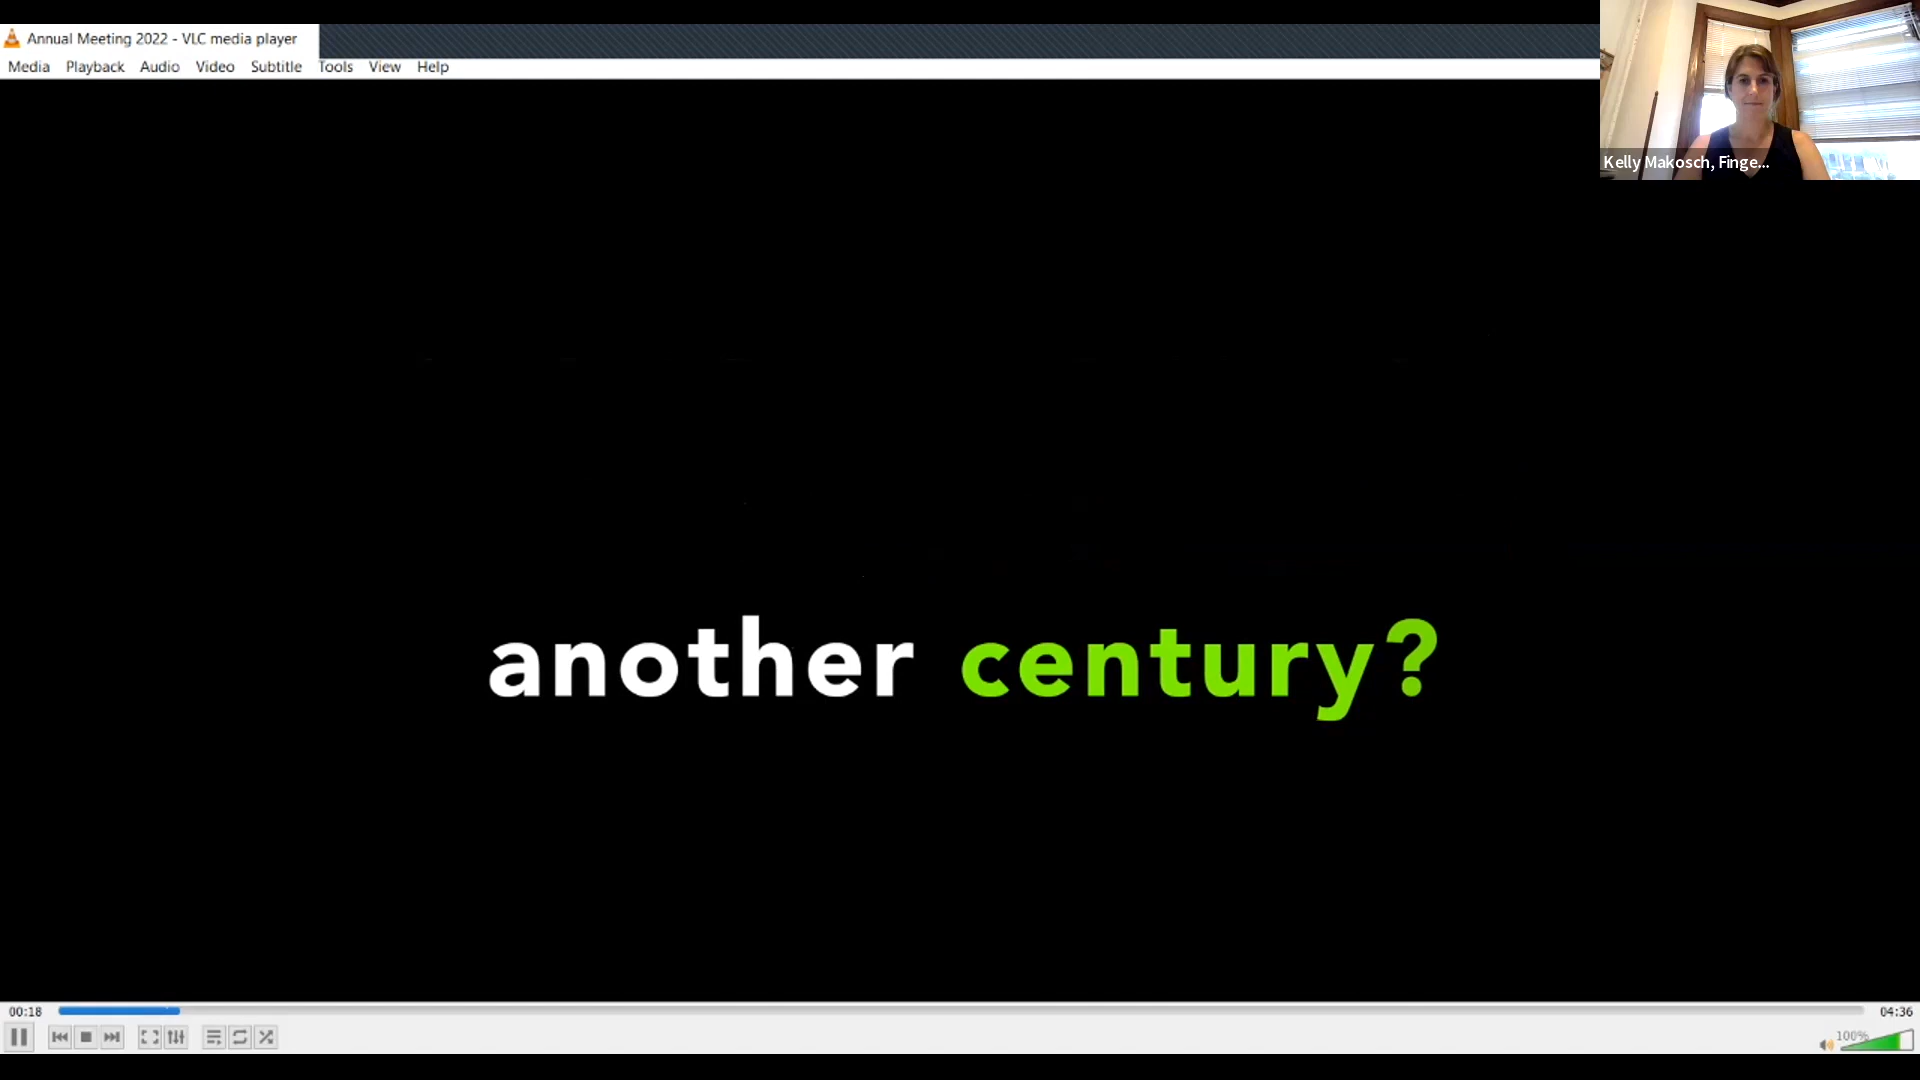 Annual Meeting 2022 - VLC media player
Media Playback Audio Video Subtitle Tools View Help
Kelly Makosch, Finge...
another century?
00:18
04:36
100%